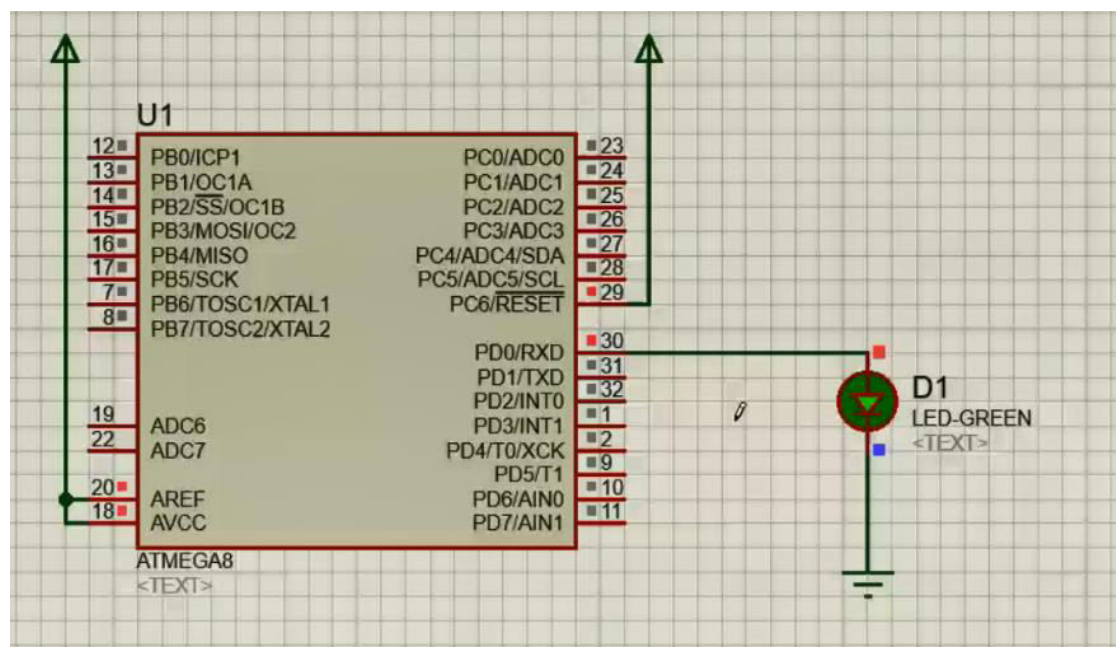 U1
12
PB0/ICP1
13
PB1/OC1A
14
PB2/SS/OC1B
15
PB3/MOSI/OC2
16
PB4/MISO
17
PB5/SCK
7
PB6/TOSC1/XTAL1
8
PB7/TOSC2/XTAL2
19
ADC6
22
ADC7
20
AREF
18
AVCC
23
PC0/ADC0
24
PC1/ADC1
25
PC2/ADC2
26
PC3/ADC3
27
PC4/ADC4/SDA
28
PC5/ADC5/SCL
29
PC6/RESET
30
PD0/RXD
31
PD1/TXD
32
PD2/INT0
1
PD3/INT1
2
PD4/T0/XCK
9
PD5/T1
10
PD6/AIN0
11
PD7/AIN1
ATMEGA8
<TEXT>
D1
LED-GREEN
<TEXT>